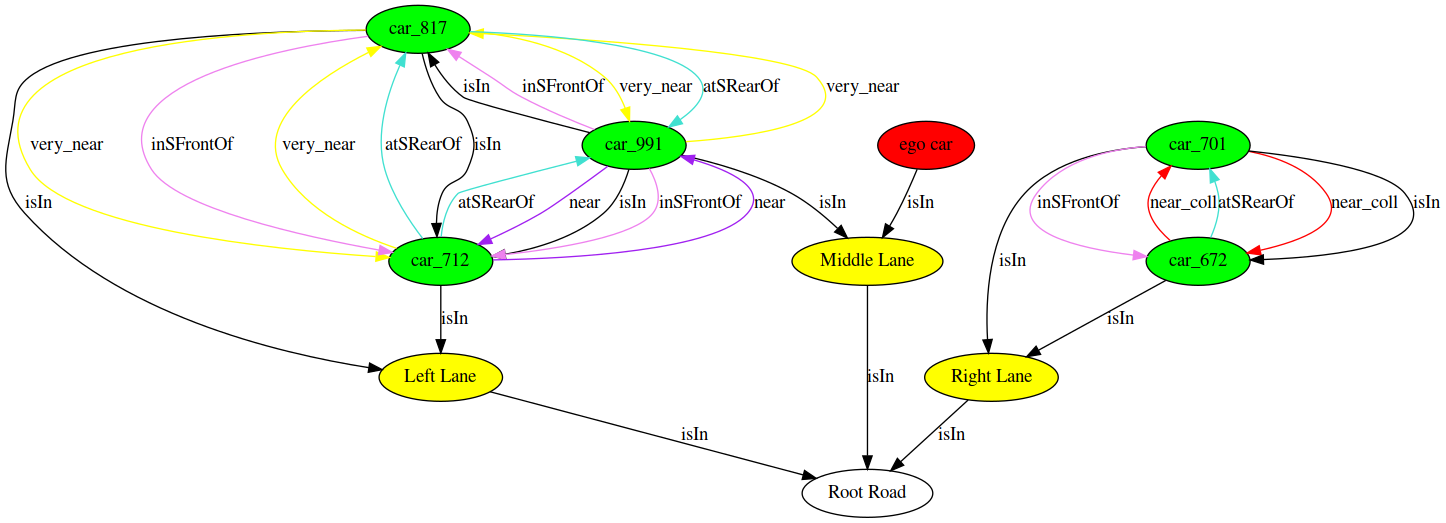 car_817
isIn
inSFrontOf
very_near
atSRearOf
very_near
very_near
inSFrontOf
very_near
atSRearOf
isIn
car_991
ego car
car_701
isIn
atSRearOf
near
isIn
inSFrontOf
near
isIn
isIn
inSFrontOf
near_coll
atSRearOf
near_coll
isIn
car_712
Middle Lane
isIn
car_672
isIn
isIn
Left Lane
isIn
Right Lane
isIn
isIn
Root Road